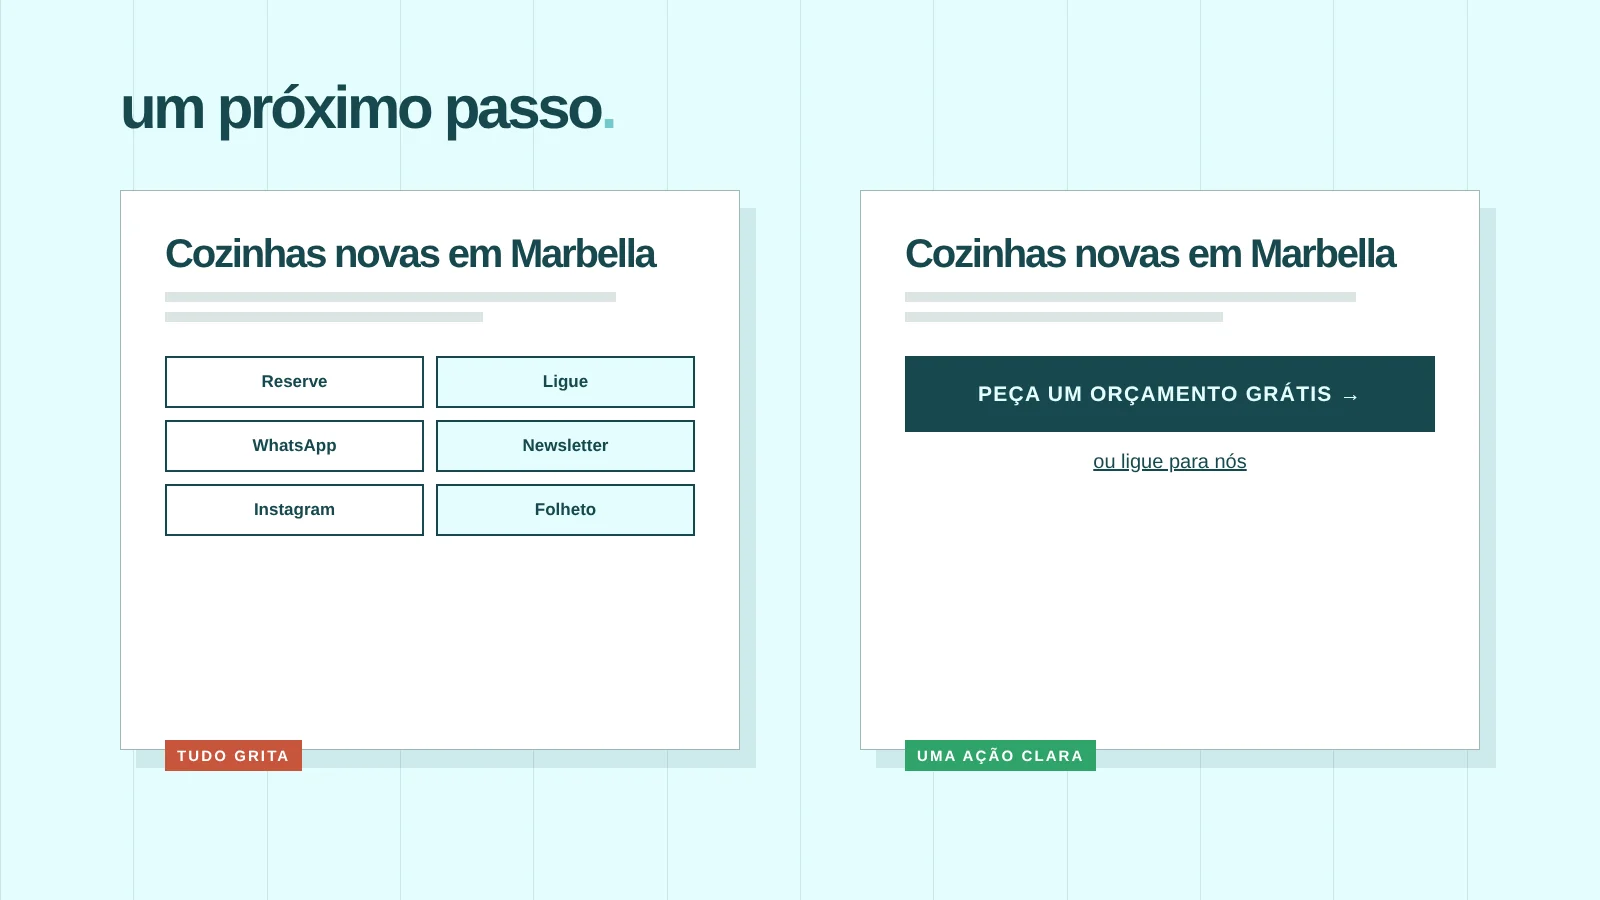 um próximo passo.
Cozinhas novas em Marbella
Reserve
Ligue
WhatsApp
Newsletter
Instagram
Folheto
TUDO GRITA
Cozinhas novas em Marbella
PEÇA UM ORÇAMENTO GRÁTIS →
ou ligue para nós
UMA AÇÃO CLARA